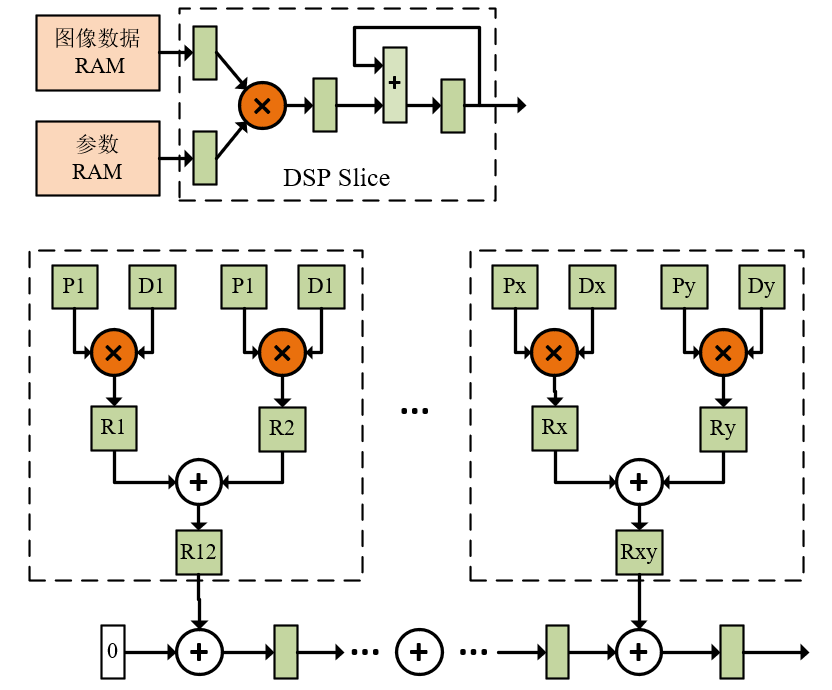 图像数据
RAM
+
×
参数
RAM
DSP Slice
P1 D1 P1 D1 Px Dx Py Dy
× × × ×
...
R1 R2 Rx Ry
+ +
R12 Rxy
0 + ... + ... +